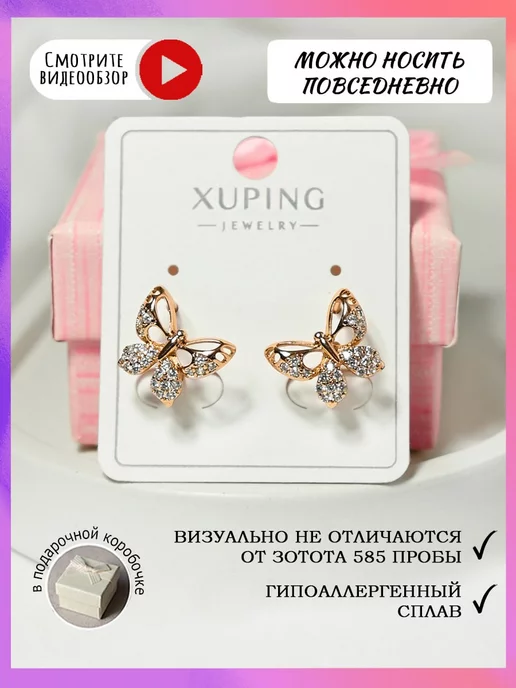 Смотрите
видеообзор
МОЖНО НОСИТЬ
ПОВСЕДНЕВНО
XUPING
JEWELRY
в подарочной коробочке
ВИЗУАЛЬНО НЕ ОТЛИЧАЮТСЯ
ОТ ЗОТОТА 585 ПРОБЫ
ГИПОАЛЛЕРГЕННЫЙ
СПЛАВ